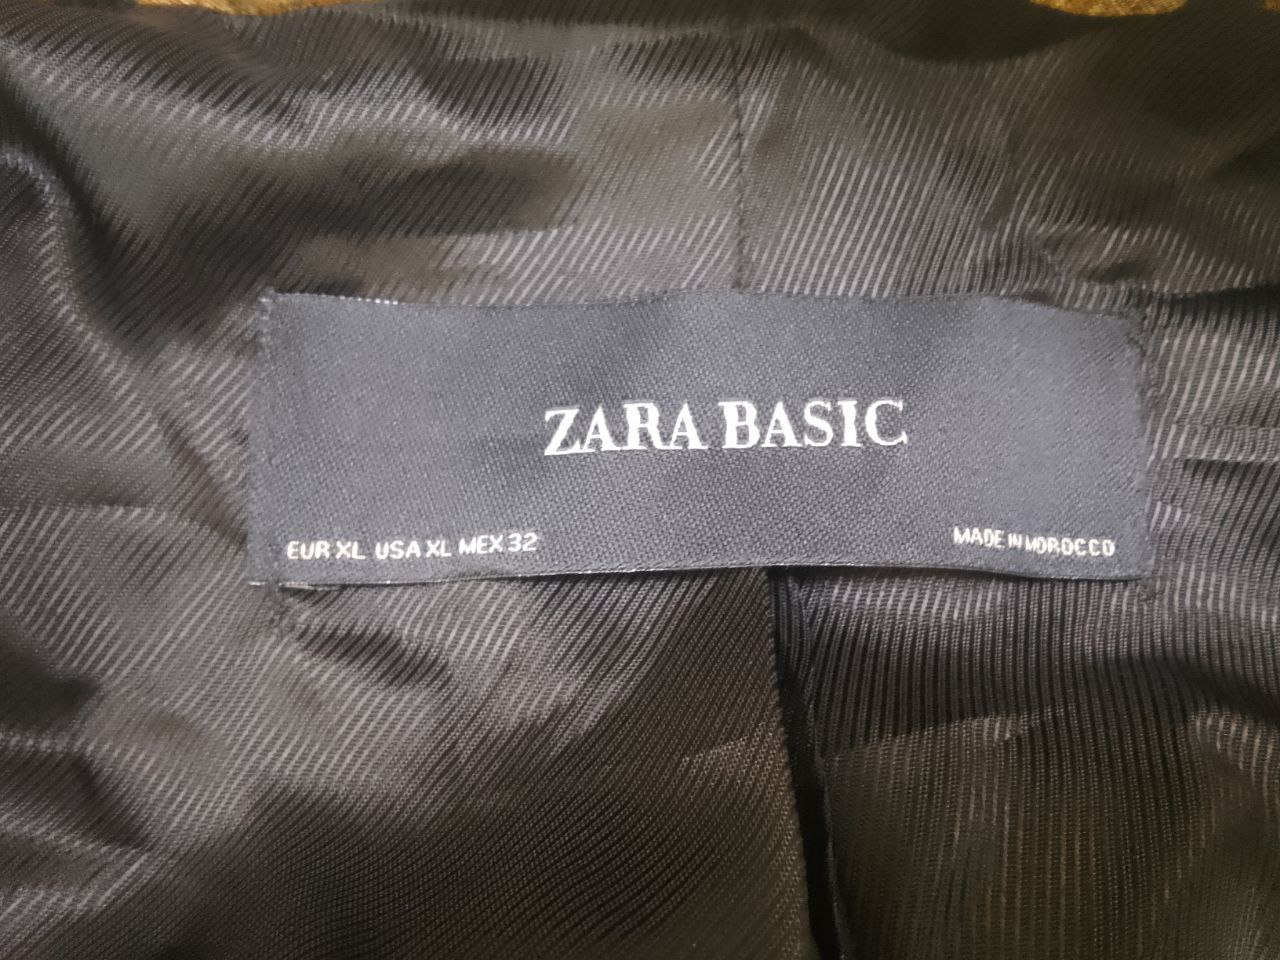 ZARA BASIC
EUR XL USA XL MEX 32
MADE IN MOROCCO